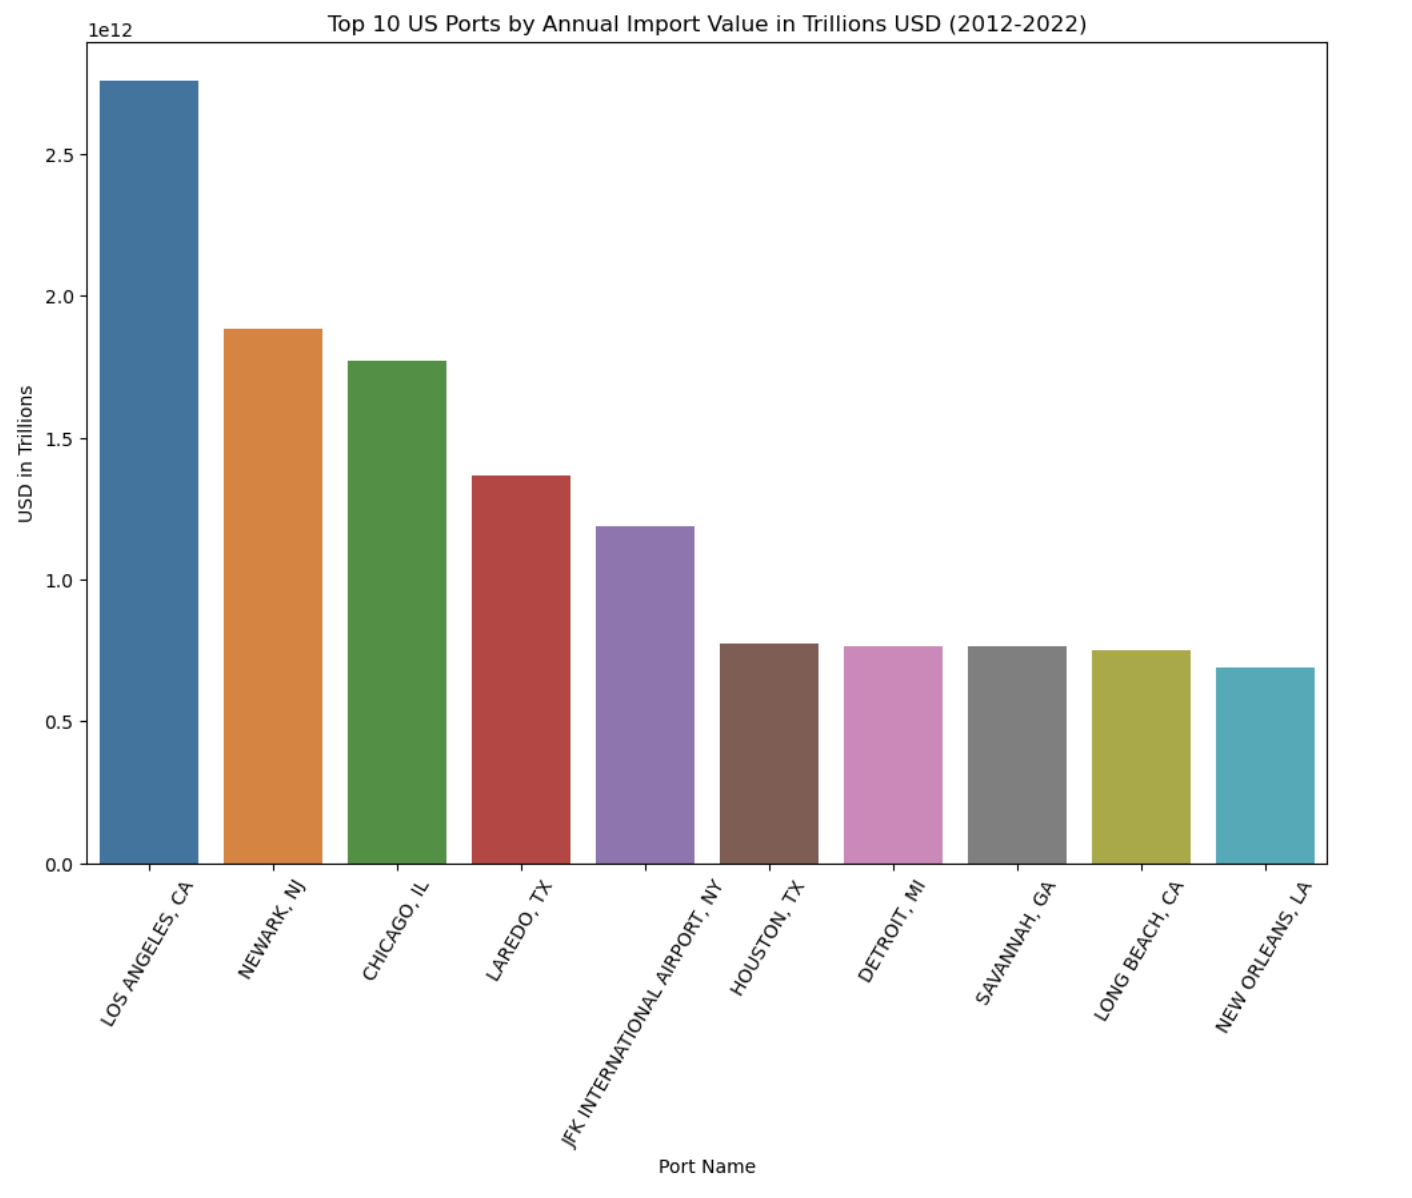 Top 10 US Ports by Annual Import Value in Trillions USD (2012-2022)
1e12
2.5
2.0
1.5
1.0
0.5
0.0
USD in Trillions
LOS ANGELES, CA
NEWARK, NJ
CHICAGO, IL
LAREDO, TX
JFK INTERNATIONAL AIRPORT, NY
HOUSTON, TX
DETROIT, MI
SAVANNAH, GA
LONG BEACH, CA
NEW ORLEANS, LA
Port Name